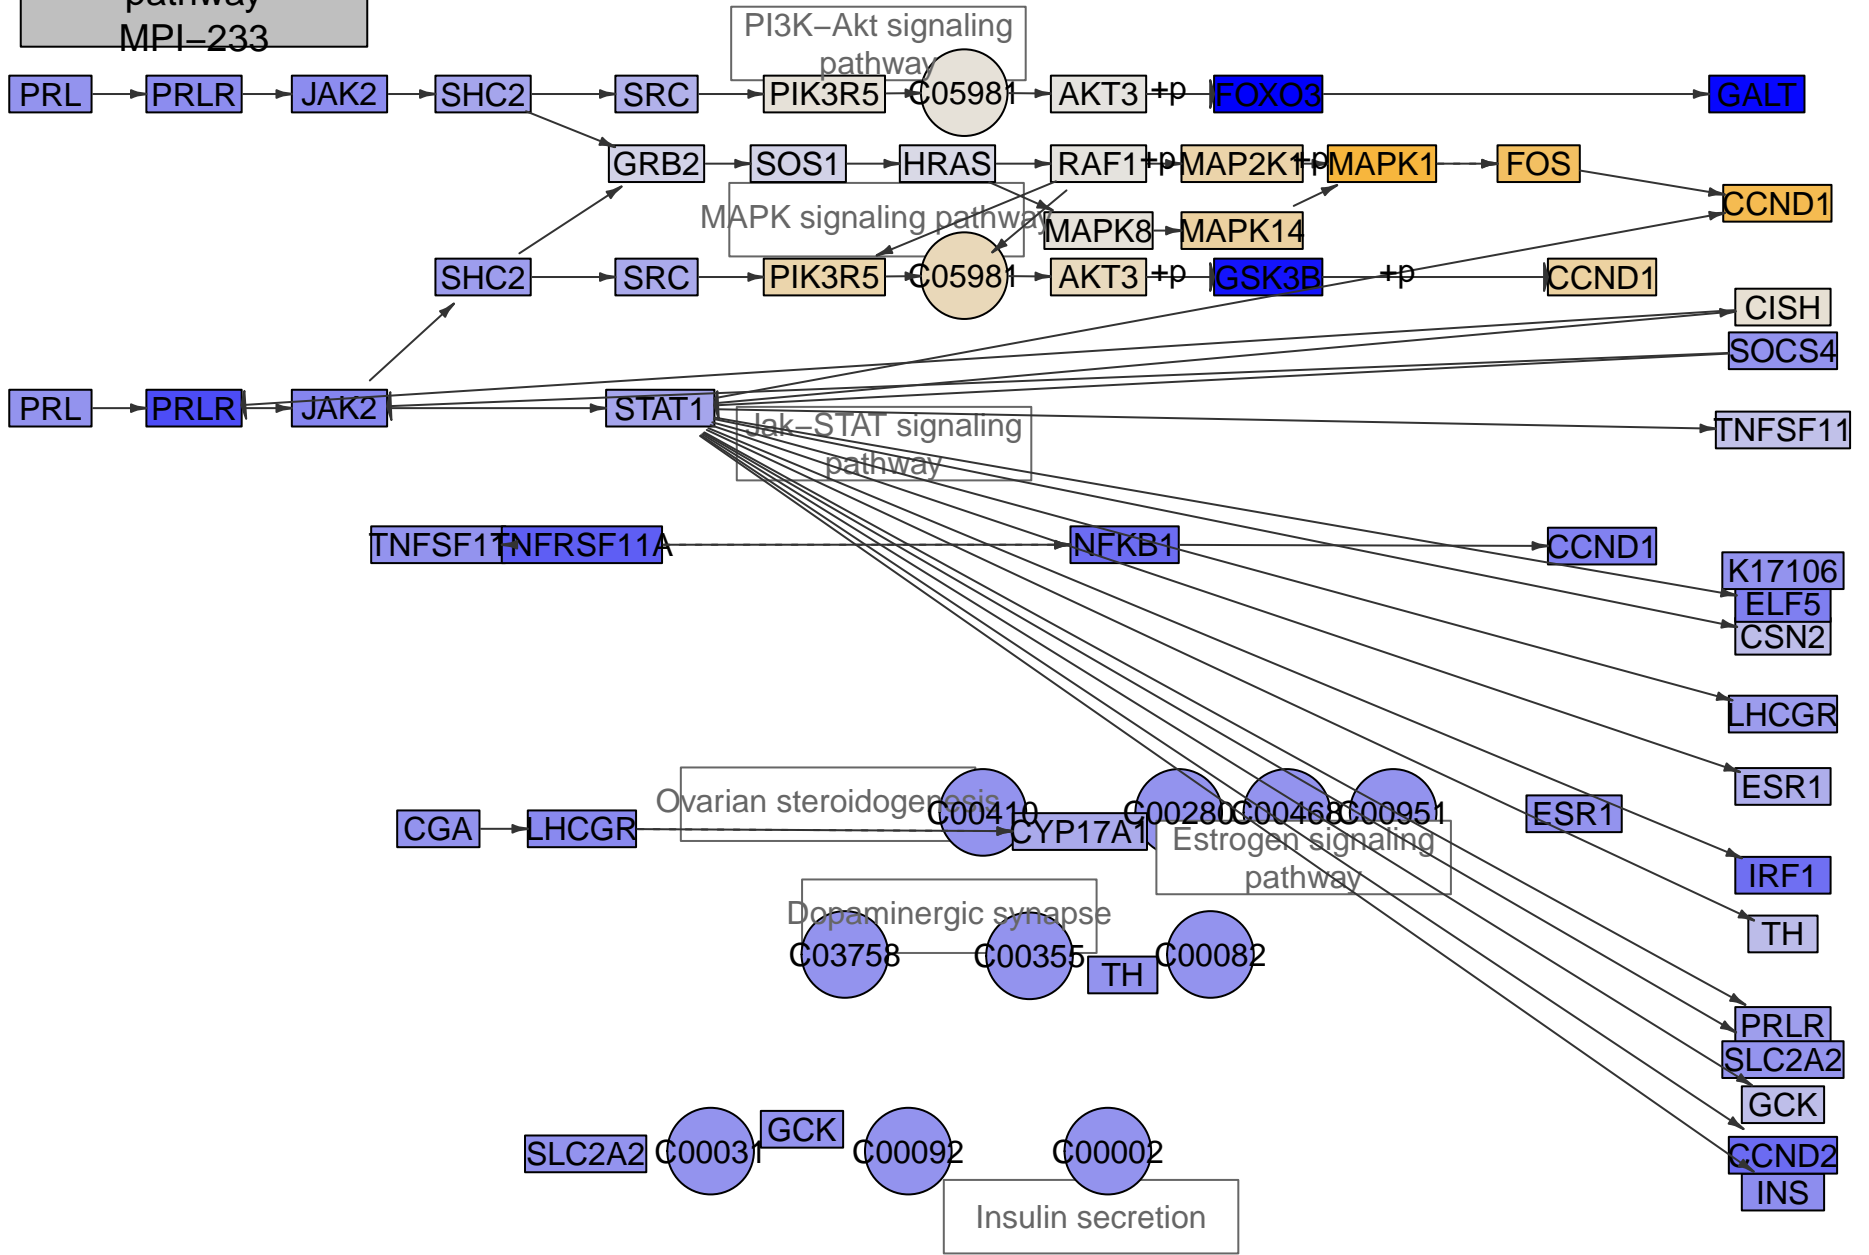 pathway
MPI−233
PI3K−Akt signaling
pathway
PRL
PRLR
JAK2
SHC2
SRC
PIK3R5
C05981
AKT3
+p
FOXO3
GALT
GRB2
SOS1
HRAS
RAF1
+p
MAP2K1
+p
MAPK1
FOS
CCND1
MAPK signaling pathway
MAPK8
MAPK14
SHC2
SRC
PIK3R5
C05981
AKT3
+p
GSK3B
+p
CCND1
CISH
SOCS4
PRL
PRLR
JAK2
STAT1
Jak−STAT signaling
pathway
TNFSF11
TNFSF11
TNFRSF11A
NFKB1
CCND1
K17106
ELF5
CSN2
LHCGR
ESR1
Ovarian steroidogenesis
C00410
C00280
C00468
C00951
ESR1
CGA
LHCGR
CYP17A1
Estrogen signaling
pathway
IRF1
Dopaminergic synapse
TH
C03758
C00355
TH
C00082
PRLR
SLC2A2
GCK
SLC2A2
C00031
GCK
C00092
C00002
CCND2
INS
Insulin secretion